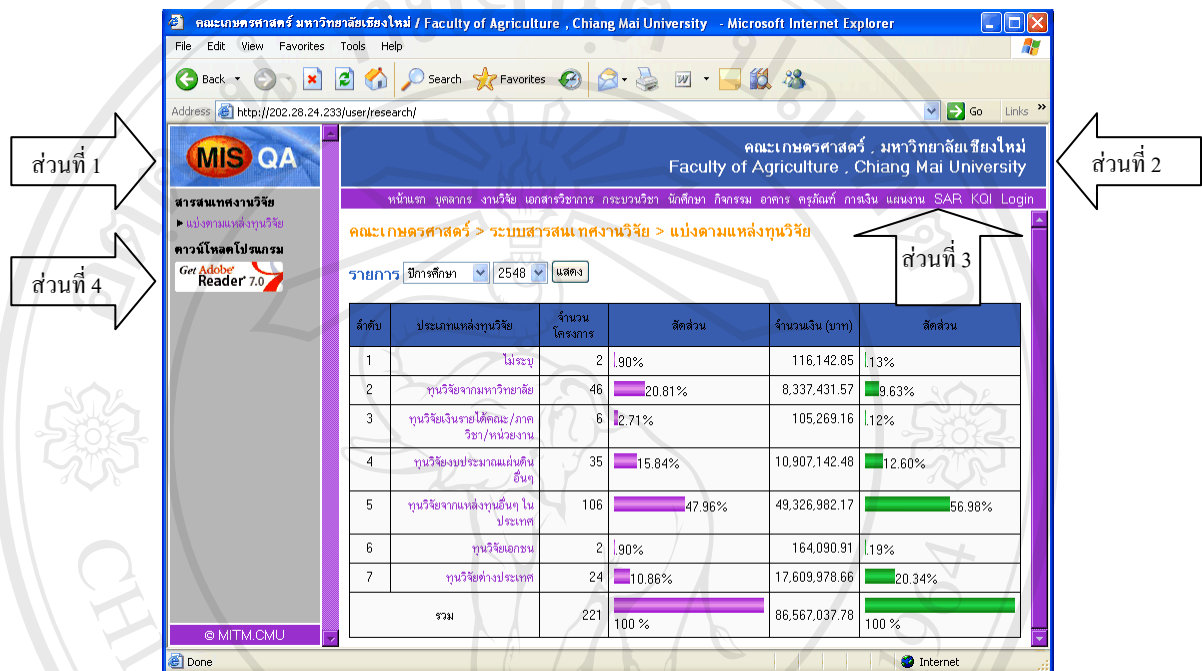 คณะเกษตรศาสตร์ มหาวิทยาลัยเชียงใหม่ / Faculty of Agriculture , Chiang Mai University - Microsoft Internet Explorer
File Edit View Favorites Tools Help
Back Search Favorites
Address http://202.28.24.233/user/research/ Go Links »
ส่วนที่ 1
MIS QA
คณะเกษตรศาสตร์ , มหาวิทยาลัยเชียงใหม่
Faculty of Agriculture , Chiang Mai University
ส่วนที่ 2
หน้าแรก บุคลากร งานวิจัย เอกสารวิชาการ กระบวนวิชา นักศึกษา กิจกรรม อาคาร ครุภัณฑ์ การเงิน แผนงาน SAR KQI Login
ส่วนที่ 3
สารสนเทศงานวิจัย
แบ่งตามแหล่งทุนวิจัย
ดาวน์โหลดโปรแกรม
Get Adobe®
Reader® 7.0
ส่วนที่ 4
คณะเกษตรศาสตร์ > ระบบสารสนเทศงานวิจัย > แบ่งตามแหล่งทุนวิจัย
รายการ ปีการศึกษา 2548 แสดง
ลำดับ ประเภทแหล่งทุนวิจัย จำนวนโครงการ สัดส่วน จำนวนเงิน (บาท) สัดส่วน
1 ไม่ระบุ 2 .90% 116,142.85 .13%
2 ทุนวิจัยจากมหาวิทยาลัย 46 20.81% 8,337,431.57 9.63%
3 ทุนวิจัยเงินรายได้คณะ/ภาค 6 2.71% 105,269.16 .12%
วิชา/หน่วยงาน
4 ทุนวิจัยงบประมาณแผ่นดิน 35 15.84% 10,907,142.48 12.60%
อื่นๆ
5 ทุนวิจัยจากแหล่งทุนอื่นๆ ใน 106 47.96% 49,326,982.17 56.98%
ประเทศ
6 ทุนวิจัยเอกชน 2 .90% 164,090.91 .19%
7 ทุนวิจัยต่างประเทศ 24 10.86% 17,609,978.66 20.34%
รวม 221 100 % 86,567,037.78 100 %
© MITM.CMU
Done Internet